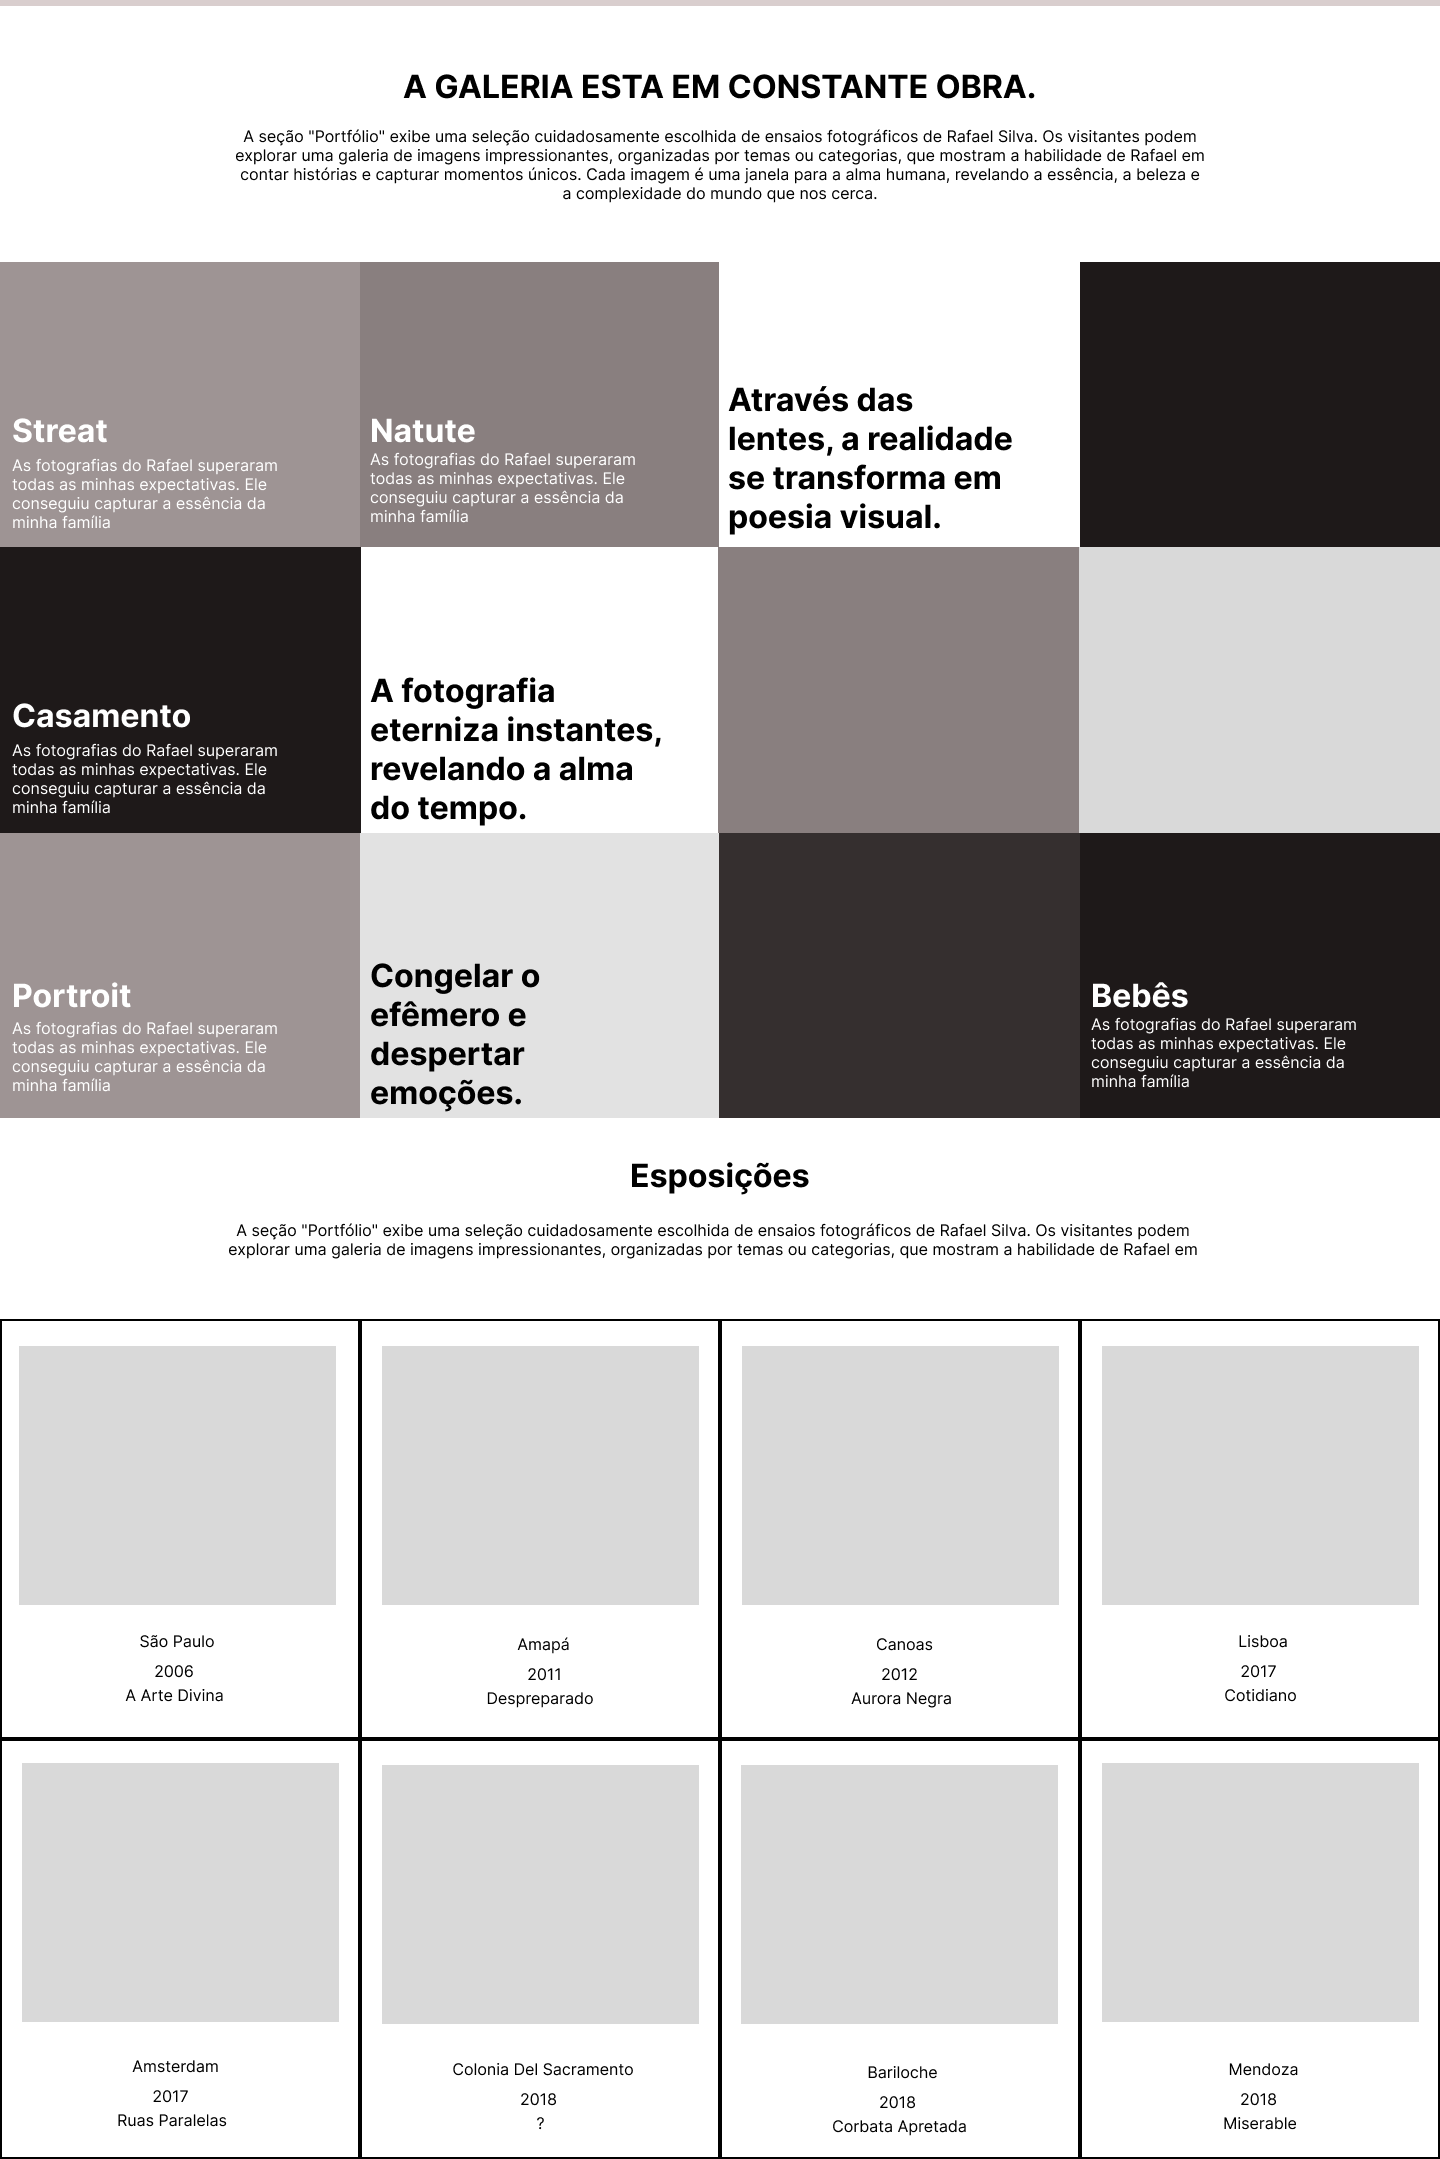 A GALERIA ESTA EM CONSTANTE OBRA.
A seção "Portfólio" exibe uma seleção cuidadosamente escolhida de ensaios fotográficos de Rafael Silva. Os visitantes podem
explorar uma galeria de imagens impressionantes, organizadas por temas ou categorias, que mostram a habilidade de Rafael em
contar histórias e capturar momentos únicos. Cada imagem é uma janela para a alma humana, revelando a essência, a beleza e
a complexidade do mundo que nos cerca.
Streat
As fotografias do Rafael superaram
todas as minhas expectativas. Ele
conseguiu capturar a essência da
minha família
Natute
As fotografias do Rafael superaram
todas as minhas expectativas. Ele
conseguiu capturar a essência da
minha família
Através das
lentes, a realidade
se transforma em
poesia visual.
Casamento
As fotografias do Rafael superaram
todas as minhas expectativas. Ele
conseguiu capturar a essência da
minha família
A fotografia
eterniza instantes,
revelando a alma
do tempo.
Portroit
As fotografias do Rafael superaram
todas as minhas expectativas. Ele
conseguiu capturar a essência da
minha família
Congelar o
efêmero e
despertar
emoções.
Bebês
As fotografias do Rafael superaram
todas as minhas expectativas. Ele
conseguiu capturar a essência da
minha família
Esposições
A seção "Portfólio" exibe uma seleção cuidadosamente escolhida de ensaios fotográficos de Rafael Silva. Os visitantes podem
explorar uma galeria de imagens impressionantes, organizadas por temas ou categorias, que mostram a habilidade de Rafael em
São Paulo
2006
A Arte Divina
Amapá
2011
Despreparado
Canoas
2012
Aurora Negra
Lisboa
2017
Cotidiano
Amsterdam
2017
Ruas Paralelas
Colonia Del Sacramento
2018
?
Bariloche
2018
Corbata Apretada
Mendoza
2018
Miserable